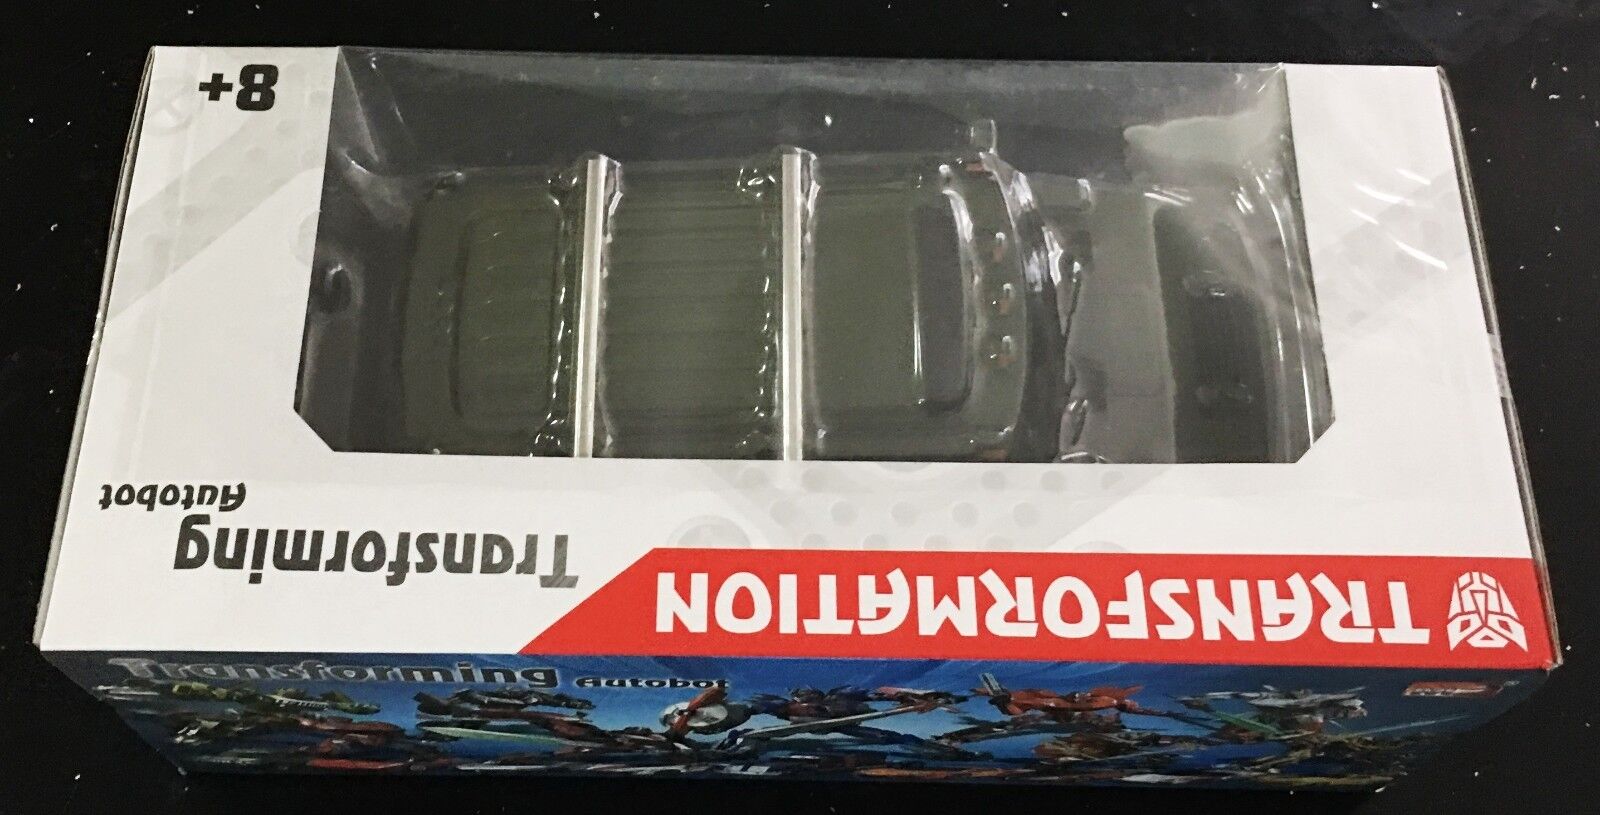 8+
Transforming
Autobot
TRANSFORMATION
Transforming Autobot